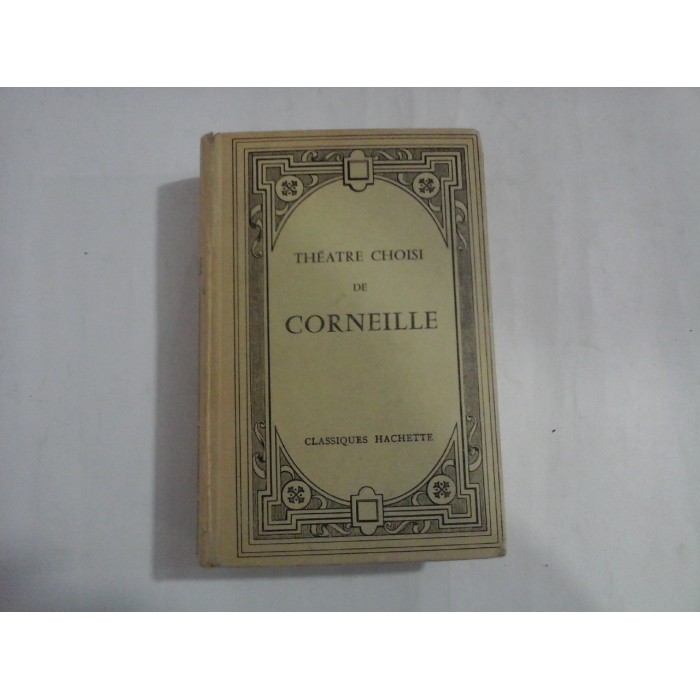 THÉATRE CHOISI
DE
CORNEILLE
CLASSIQUES HACHETTE